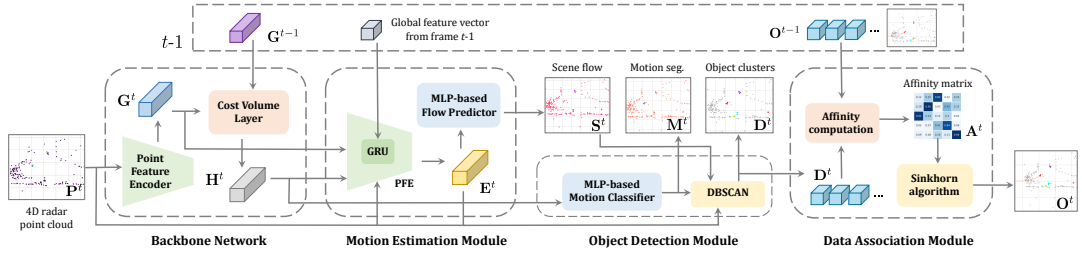 t-1
G^{t-1}
Global feature vector
from frame t-1
O^{t-1}
...
Scene flow
Motion seg.
Object clusters
Affinity matrix
G^t
Cost Volume
Layer
MLP-based
Flow Predictor
S^t
M^t
D^t
Affinity
computation
A^t
P^t
Point
Feature
Encoder
H^t
GRU
PFE
E^t
MLP-based
Motion Classifier
DBSCAN
D^t
...
Sinkhorn
algorithm
O^t
4D radar
point cloud
Backbone Network
Motion Estimation Module
Object Detection Module
Data Association Module